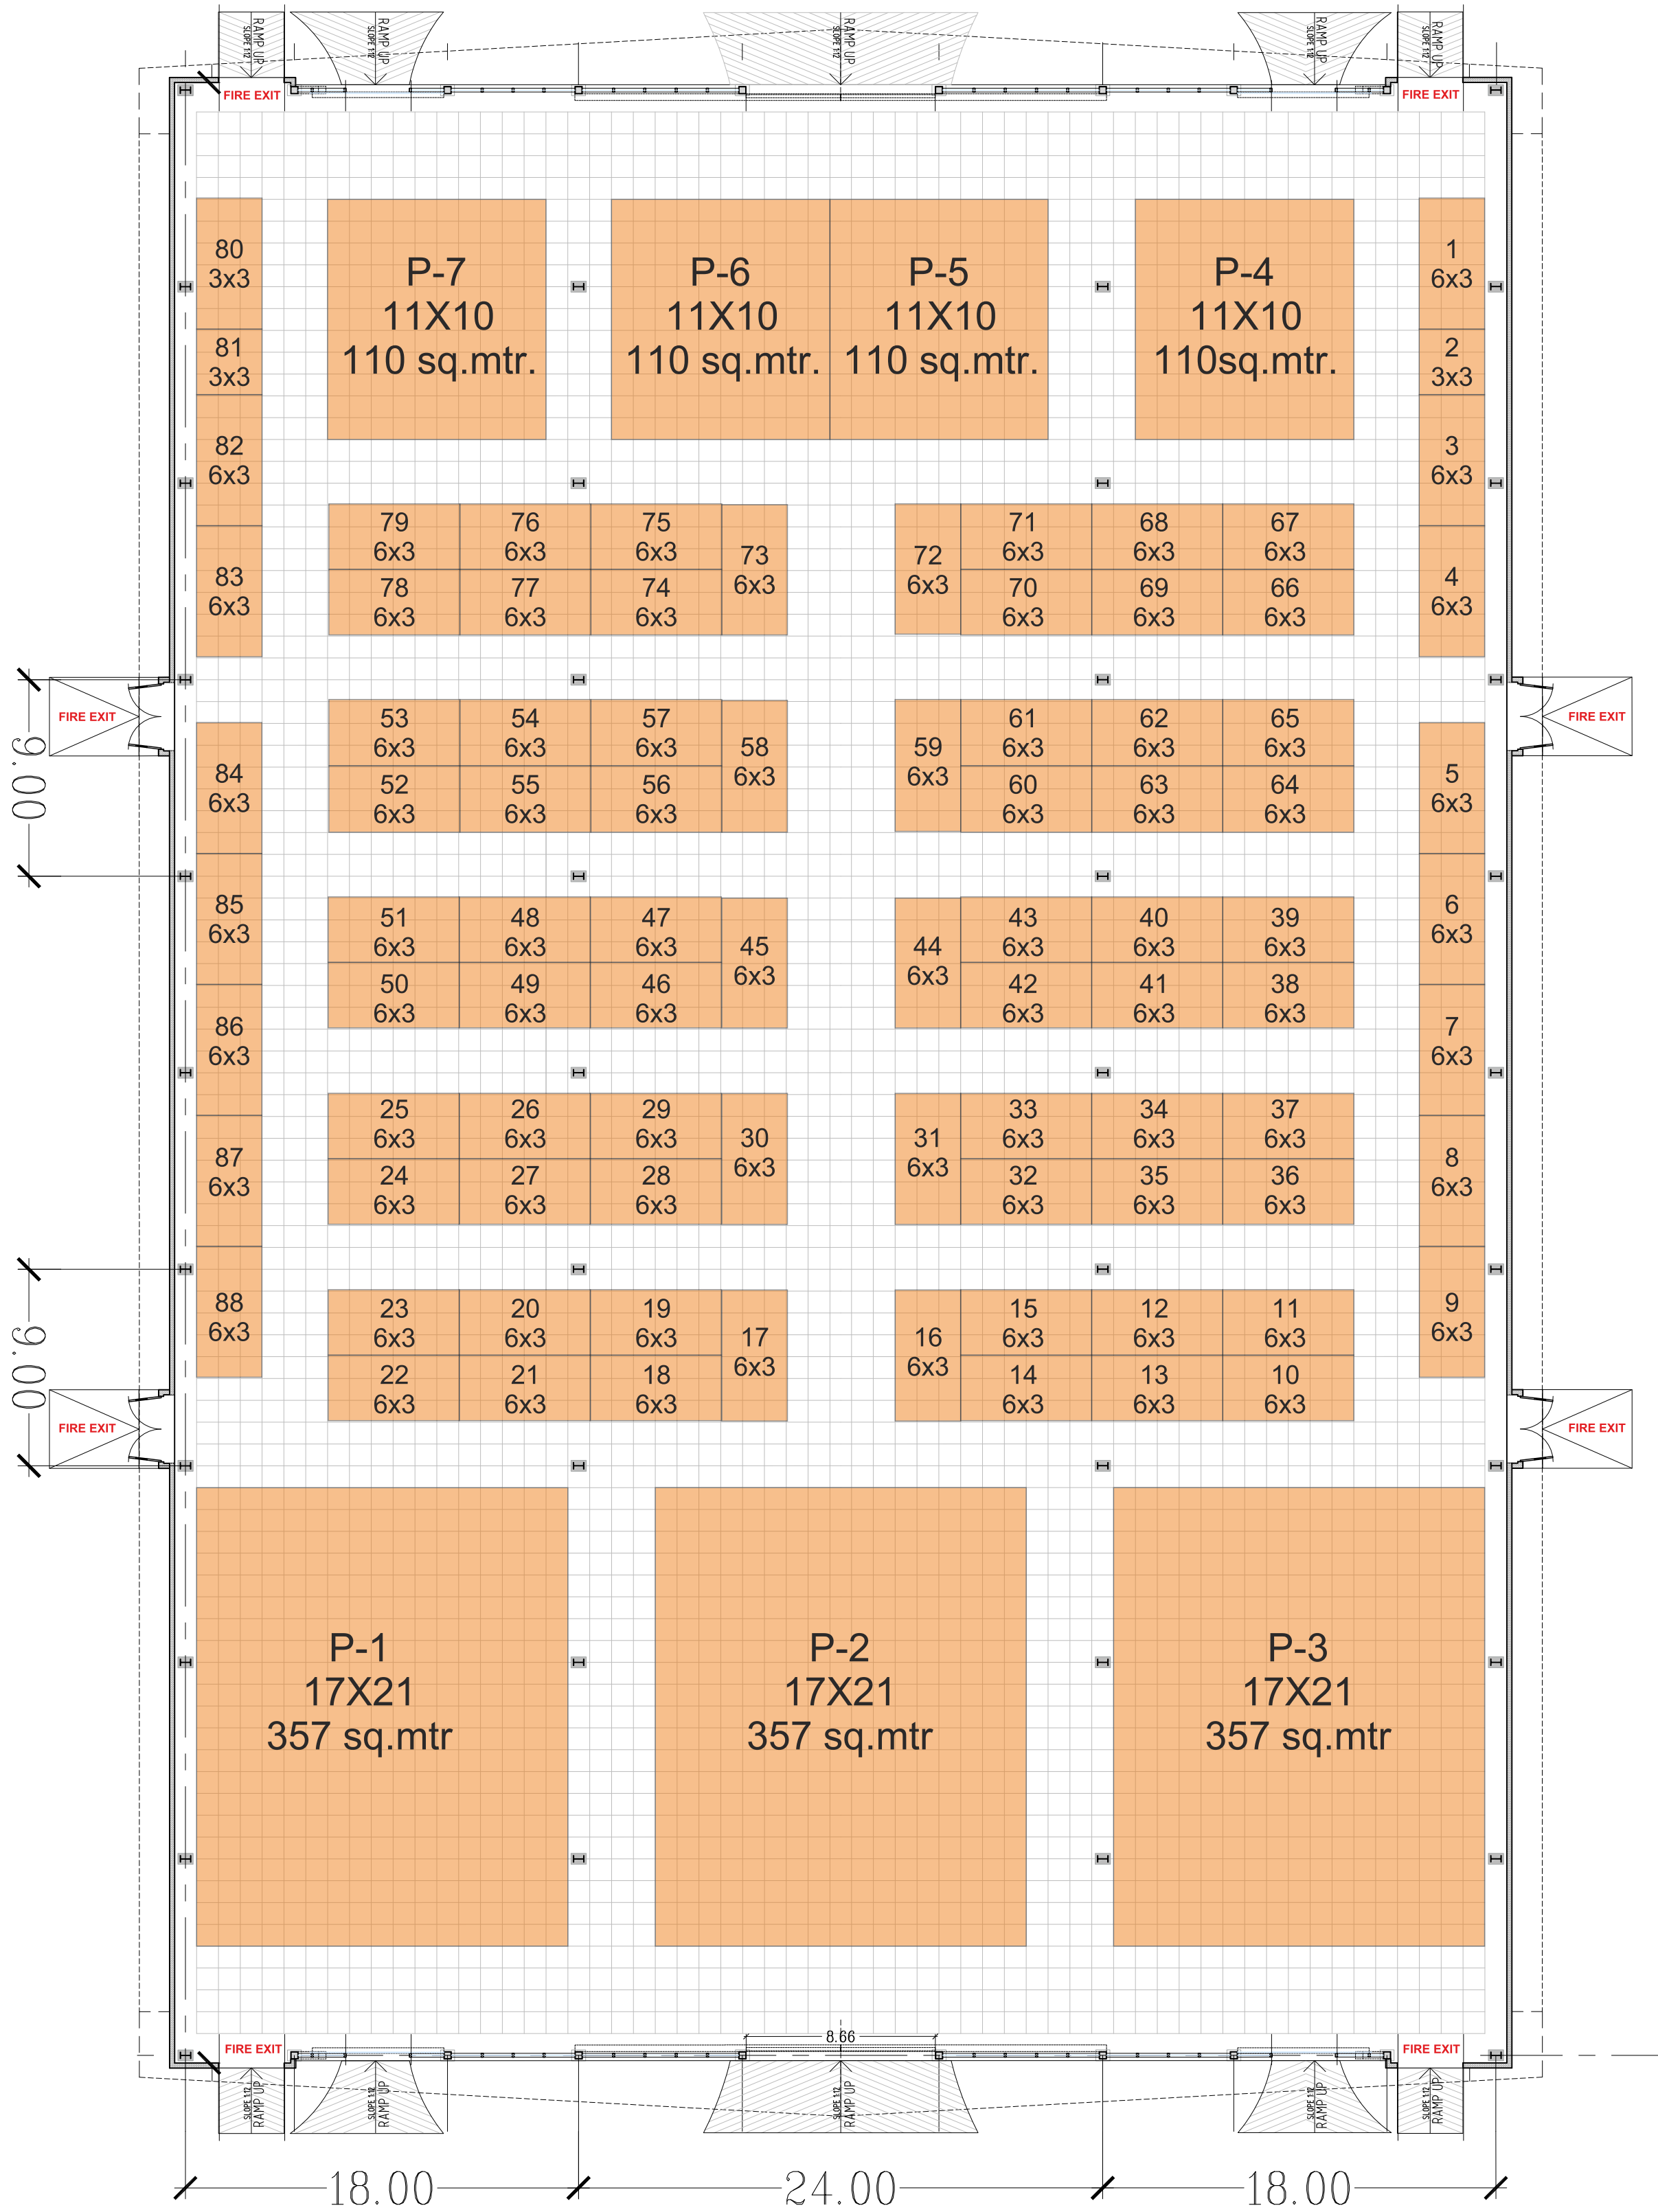 RAMP UP
SLOPE 1:12
RAMP UP
SLOPE 1:12
RAMP UP
SLOPE 1:12
RAMP UP
SLOPE 1:12
RAMP UP
SLOPE 1:12
FIRE EXIT
FIRE EXIT
80
3x3
P-7
11X10
110 sq.mtr.
P-6
11X10
110 sq.mtr.
P-5
11X10
110 sq.mtr.
P-4
11X10
110sq.mtr.
1
6x3
81
3x3
2
3x3
82
6x3
3
6x3
79
6x3
76
6x3
75
6x3
73
6x3
72
6x3
71
6x3
68
6x3
67
6x3
83
6x3
78
6x3
77
6x3
74
6x3
70
6x3
69
6x3
66
6x3
4
6x3
FIRE EXIT
FIRE EXIT
9.00
53
6x3
54
6x3
57
6x3
58
6x3
59
6x3
61
6x3
62
6x3
65
6x3
84
6x3
52
6x3
55
6x3
56
6x3
60
6x3
63
6x3
64
6x3
5
6x3
85
6x3
51
6x3
48
6x3
47
6x3
45
6x3
44
6x3
43
6x3
40
6x3
39
6x3
6
6x3
50
6x3
49
6x3
46
6x3
42
6x3
41
6x3
38
6x3
86
6x3
7
6x3
25
6x3
26
6x3
29
6x3
30
6x3
31
6x3
33
6x3
34
6x3
37
6x3
87
6x3
24
6x3
27
6x3
28
6x3
32
6x3
35
6x3
36
6x3
8
6x3
88
6x3
23
6x3
20
6x3
19
6x3
17
6x3
16
6x3
15
6x3
12
6x3
11
6x3
9
6x3
9.00
22
6x3
21
6x3
18
6x3
14
6x3
13
6x3
10
6x3
FIRE EXIT
FIRE EXIT
P-1
17X21
357 sq.mtr
P-2
17X21
357 sq.mtr
P-3
17X21
357 sq.mtr
8.66
FIRE EXIT
FIRE EXIT
SLOPE 1:12
RAMP UP
SLOPE 1:12
RAMP UP
SLOPE 1:12
RAMP UP
SLOPE 1:12
RAMP UP
SLOPE 1:12
RAMP UP
18.00
24.00
18.00